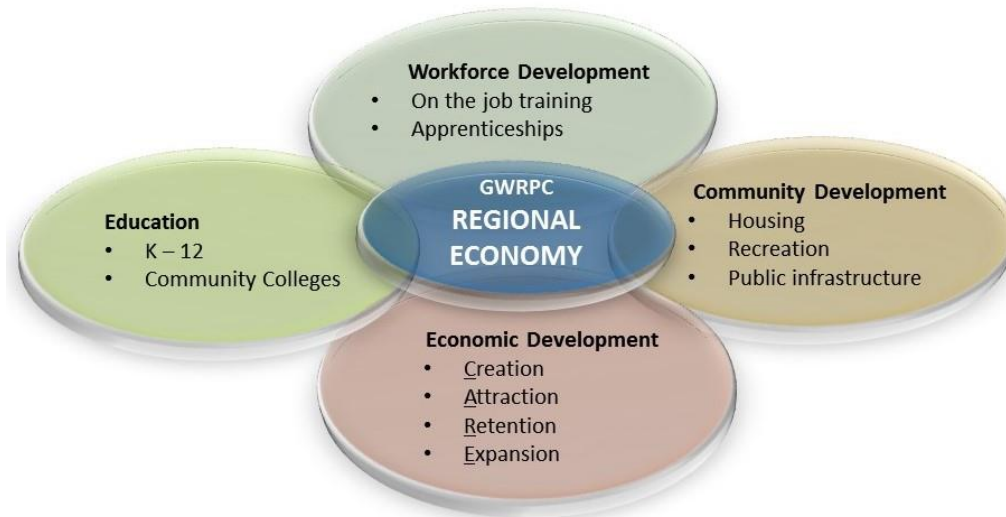 Workforce Development
• On the job training
• Apprenticeships
GWRPC
REGIONAL
ECONOMY
Education
• K – 12
• Community Colleges
Community Development
• Housing
• Recreation
• Public infrastructure
Economic Development
• Creation
• Attraction
• Retention
• Expansion